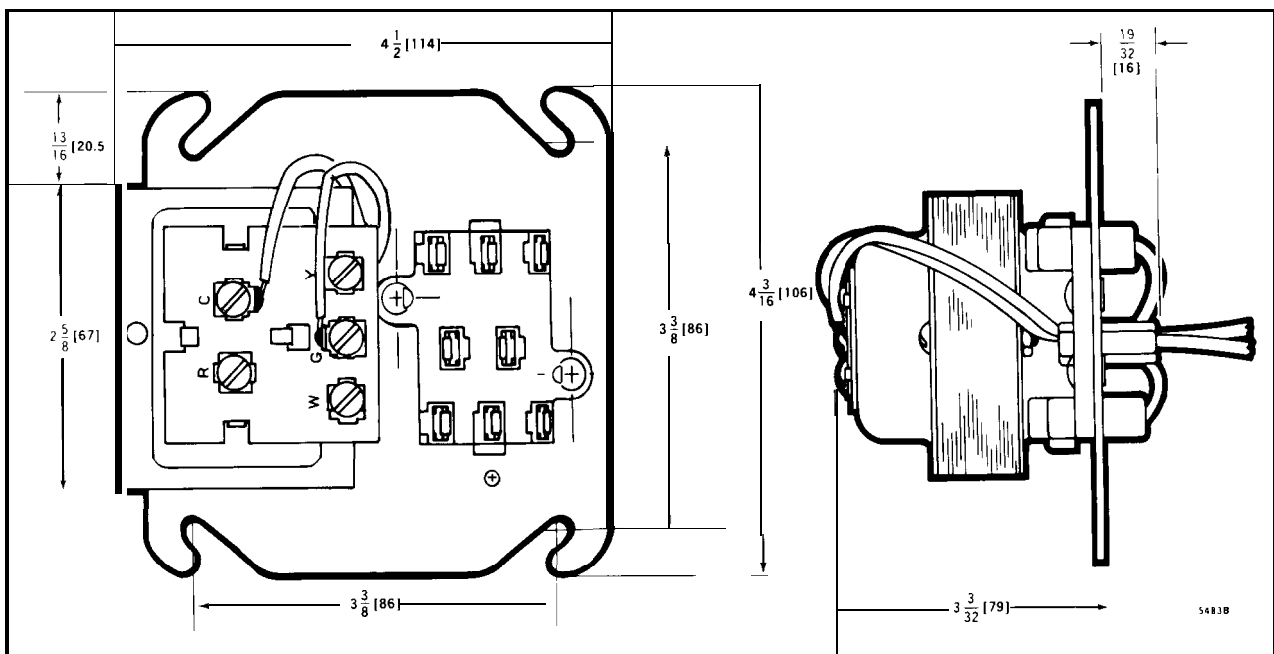 4 1/2 [114]
19/32 [16]
13/16 [20.5
2 5/8 [67]
C
Y
R
G
W
4 3/16 [106]
3 3/8 [86]
3 3/8 [86]
3 3/32 [79]
5483B